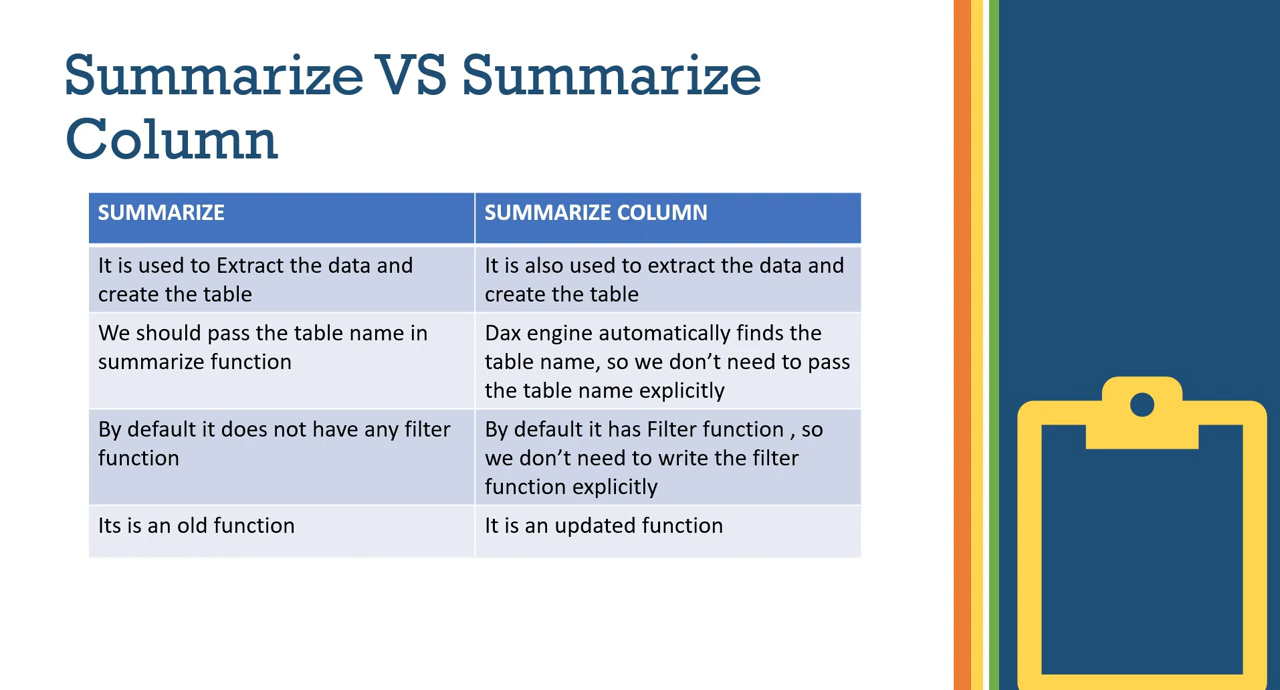 Summarize VS Summarize
Column
SUMMARIZE
SUMMARIZE COLUMN
It is used to Extract the data and
create the table
It is also used to extract the data and
create the table
We should pass the table name in
summarize function
Dax engine automatically finds the
table name, so we don’t need to pass
the table name explicitly
By default it does not have any filter
function
By default it has Filter function , so
we don’t need to write the filter
function explicitly
Its is an old function
It is an updated function